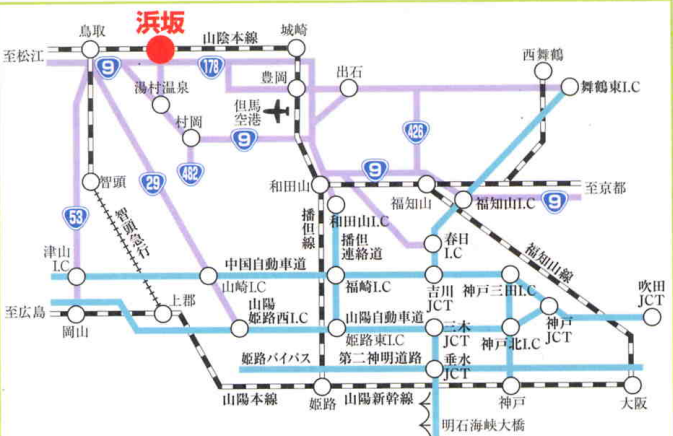 浜坂
鳥取
山陰本線
城崎
至松江
9
178
西舞鶴
湯村温泉
豊岡
出石
舞鶴東I.C
但馬
空港
村岡
9
426
482
29
智頭
和田山
9
福知山
至京都
9
福知山I.C
和田山I.C
53
智頭急行
播但線
播但
連絡道
春日
I.C
福知山線
津山
I.C
中国自動車道
山崎I.C
福崎I.C
吉川
JCT
神戸三田I.C
吹田
JCT
至広島
岡山
上郡
山陽
姫路西I.C
山陽自動車道
姫路東I.C
三木
JCT
神戸北I.C
神戸
JCT
姫路バイパス
第二神明道路
垂水
JCT
山陽本線
姫路
山陽新幹線
神戸
大阪
明石海峡大橋